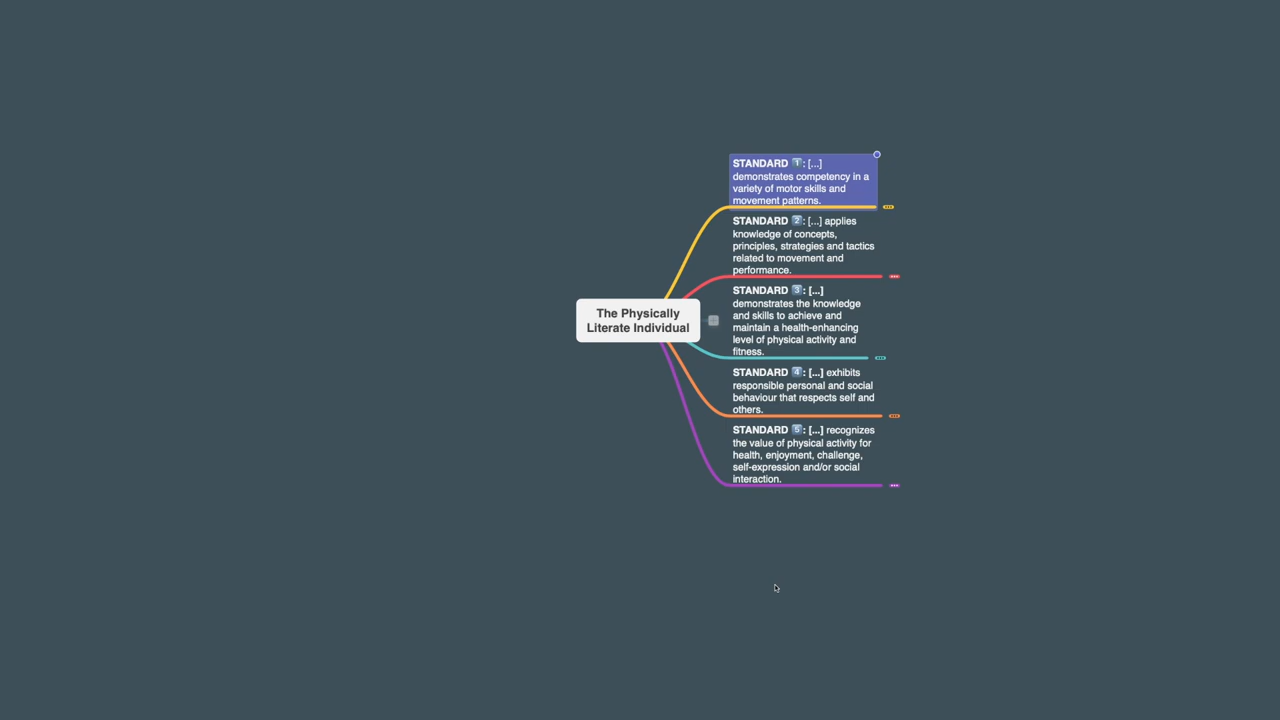 The Physically
Literate Individual
STANDARD 1️⃣: [...]
demonstrates competency in a
variety of motor skills and
movement patterns.
STANDARD 2️⃣: [...] applies
knowledge of concepts,
principles, strategies and tactics
related to movement and
performance.
STANDARD 3️⃣: [...]
demonstrates the knowledge
and skills to achieve and
maintain a health-enhancing
level of physical activity and
fitness.
STANDARD 4️⃣: [...] exhibits
responsible personal and social
behaviour that respects self and
others.
STANDARD 5️⃣: [...] recognizes
the value of physical activity for
health, enjoyment, challenge,
self-expression and/or social
interaction.